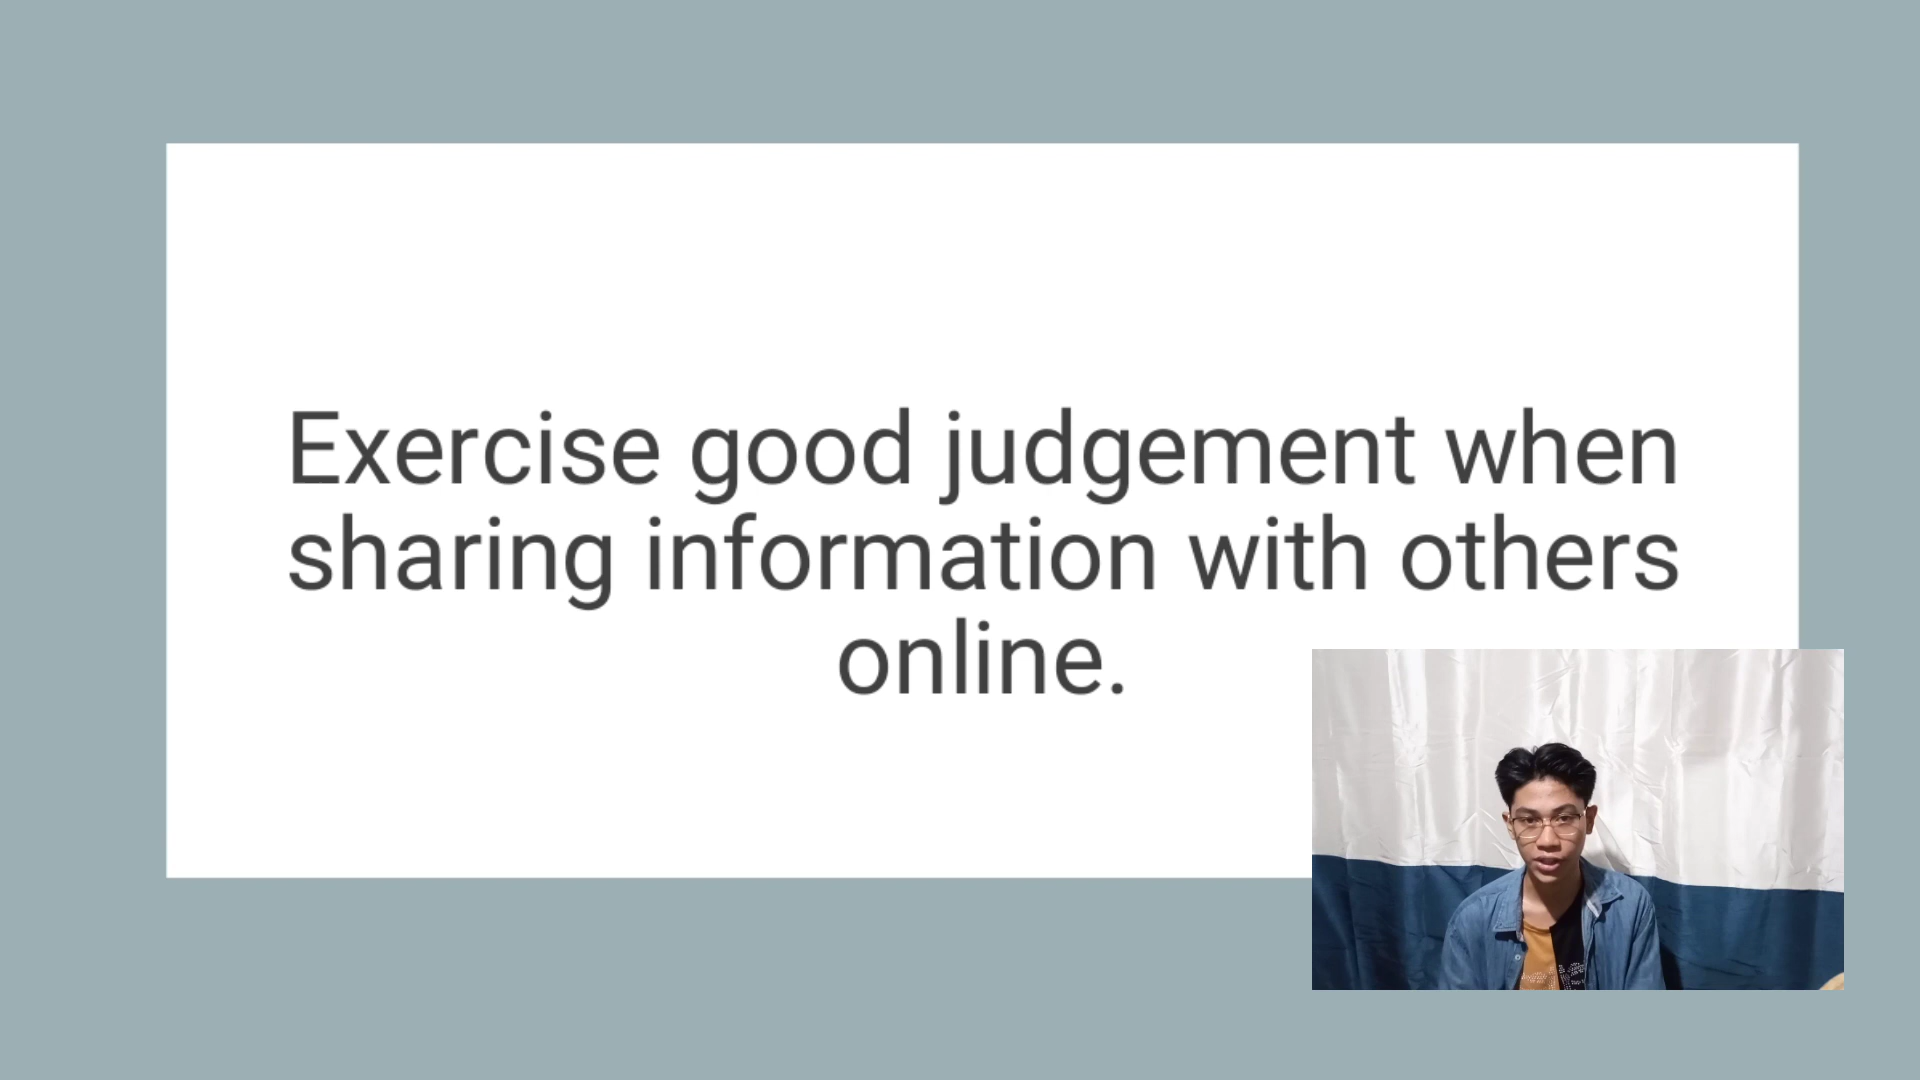 Exercise good judgement when
sharing information with others
online.